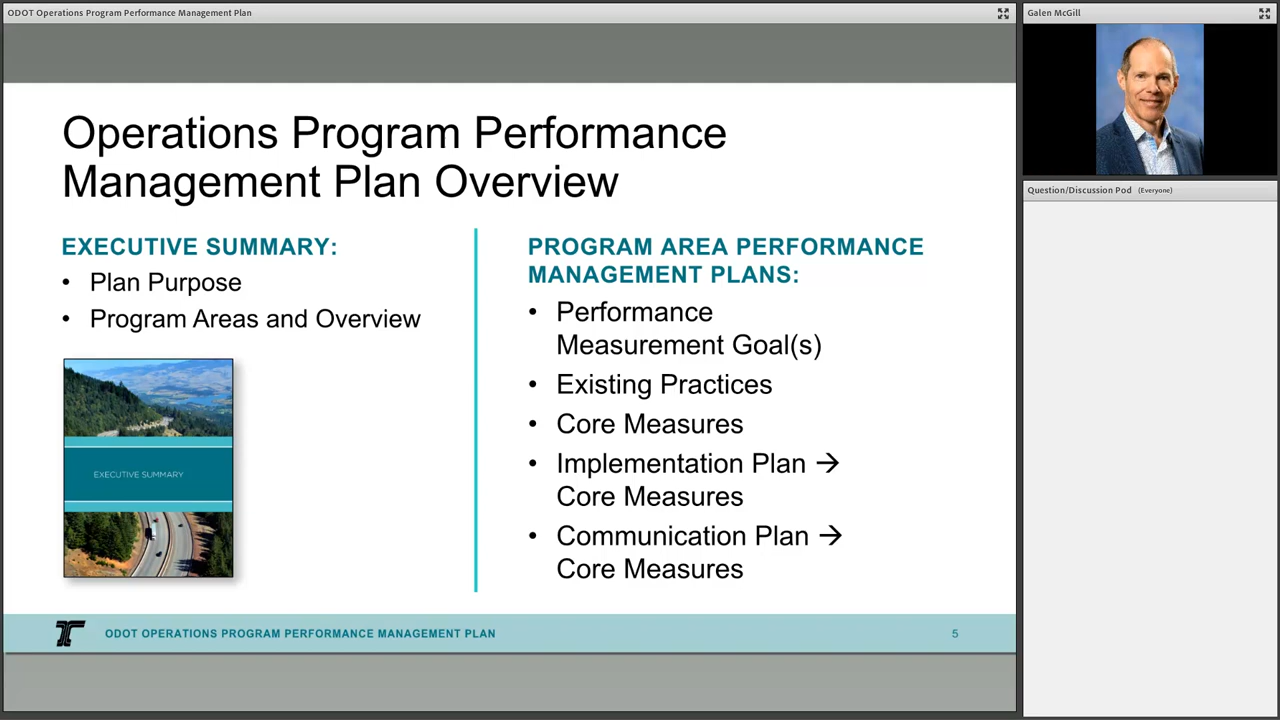 ODOT Operations Program Performance Management Plan
Galen McGill
Question/Discussion Pod (Everyone)
Operations Program Performance
Management Plan Overview
EXECUTIVE SUMMARY:
• Plan Purpose
• Program Areas and Overview
EXECUTIVE SUMMARY
PROGRAM AREA PERFORMANCE
MANAGEMENT PLANS:
• Performance
Measurement Goal(s)
• Existing Practices
• Core Measures
• Implementation Plan →
Core Measures
• Communication Plan →
Core Measures
ODOT OPERATIONS PROGRAM PERFORMANCE MANAGEMENT PLAN
5